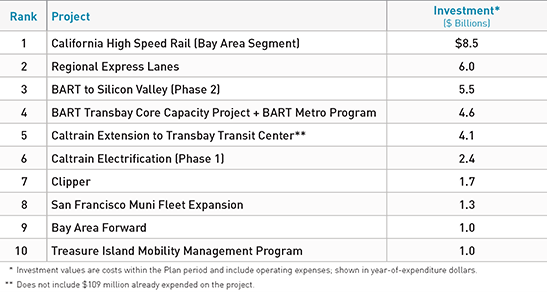 Rank Project Investment*
($ Billions)
1 California High Speed Rail (Bay Area Segment) $8.5
2 Regional Express Lanes 6.0
3 BART to Silicon Valley (Phase 2) 5.5
4 BART Transbay Core Capacity Project + BART Metro Program 4.6
5 Caltrain Extension to Transbay Transit Center** 4.1
6 Caltrain Electrification (Phase 1) 2.4
7 Clipper 1.7
8 San Francisco Muni Fleet Expansion 1.3
9 Bay Area Forward 1.0
10 Treasure Island Mobility Management Program 1.0
* Investment values are costs within the Plan period and include operating expenses; shown in year-of-expenditure dollars.
** Does not include $109 million already expended on the project.